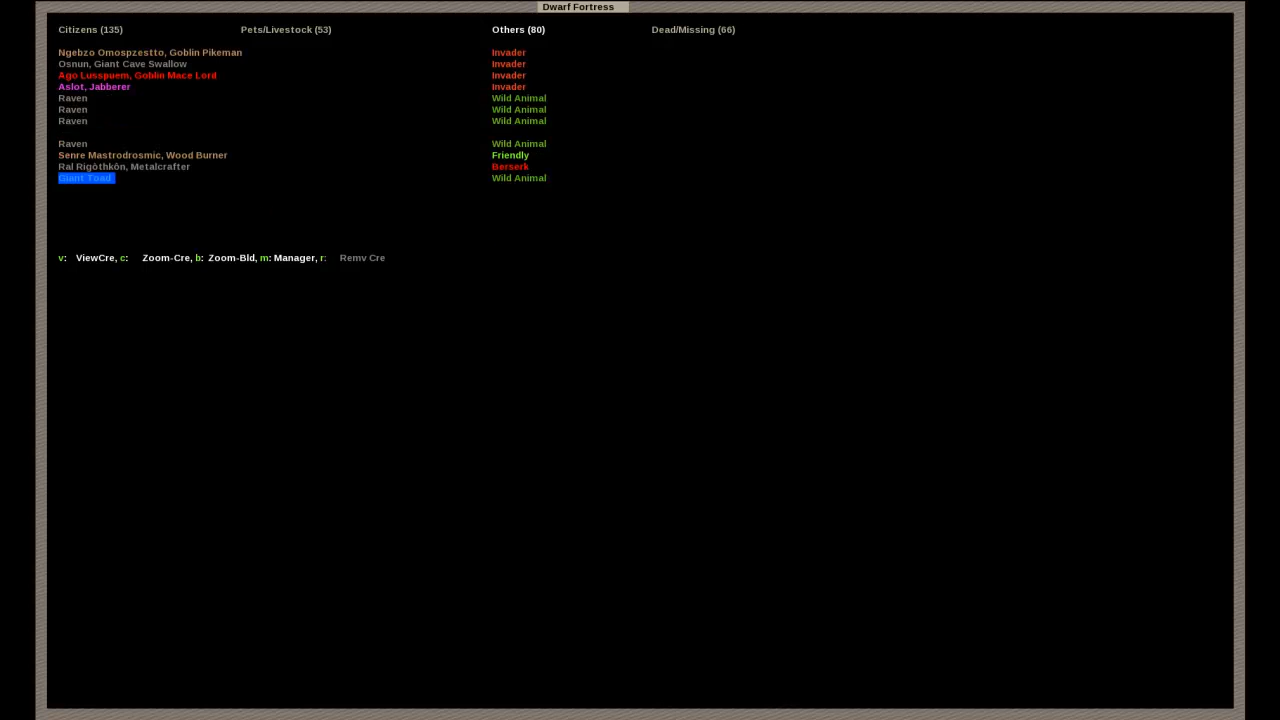 Dwarf Fortress
Citizens (135) Pets/Livestock (53) Others (80) Dead/Missing (66)
Ngebzo Omospzestto, Goblin Pikeman Invader
Osnun, Giant Cave Swallow Invader
Ago Lusspuem, Goblin Mace Lord Invader
Aslot, Jabberer Invader
Raven Wild Animal
Raven Wild Animal
Raven Wild Animal
Raven Wild Animal
Senre Mastrodrosmic, Wood Burner Friendly
Ral Rigòthkôn, Metalcrafter Berserk
Giant Toad Wild Animal
v: ViewCre, c: Zoom-Cre, b: Zoom-Bld, m: Manager, r: Remv Cre